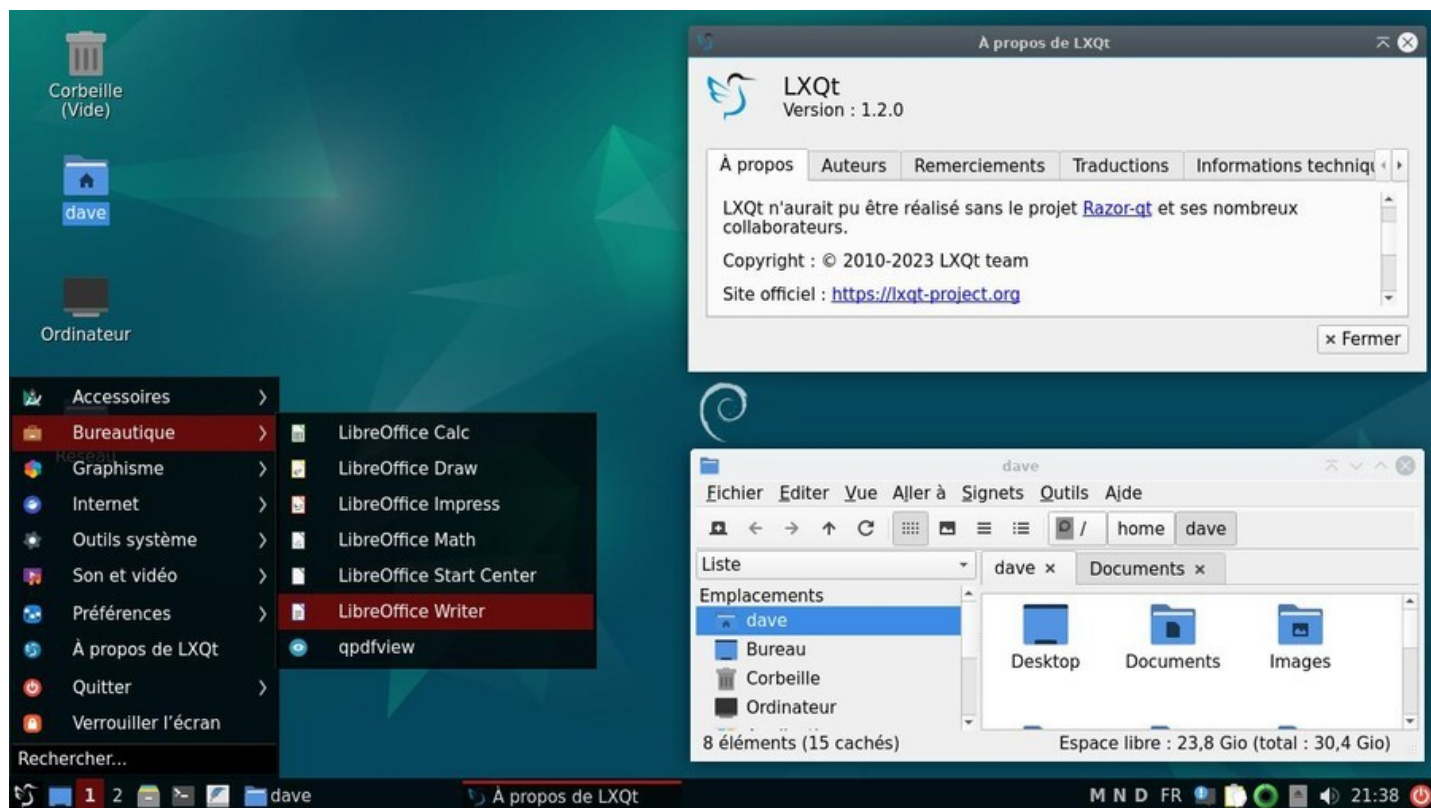 Corbeille
(Vide)
dave
Ordinateur
Réseau
À propos de LXQt
LXQt
Version : 1.2.0
À propos
Auteurs
Remerciements
Traductions
Informations techniq
LXQt n'aurait pu être réalisé sans le projet Razor-qt et ses nombreux
collaborateurs.
Copyright : © 2010-2023 LXQt team
Site officiel : https://lxqt-project.org
× Fermer
Accessoires
Bureautique
Graphisme
Internet
Outils système
Son et vidéo
Préférences
À propos de LXQt
Quitter
Verrouiller l'écran
Rechercher...
LibreOffice Calc
LibreOffice Draw
LibreOffice Impress
LibreOffice Math
LibreOffice Start Center
LibreOffice Writer
qpdfview
dave
Fichier Editer Vue Aller à Signets Outils Aide
/ home dave
Liste
dave ×
Documents ×
Emplacements
dave
Bureau
Corbeille
Ordinateur
Desktop
Documents
Images
8 éléments (15 cachés)
Espace libre : 23,8 Gio (total : 30,4 Gio)
1 2
dave
À propos de LXQt
M N D FR
21:38